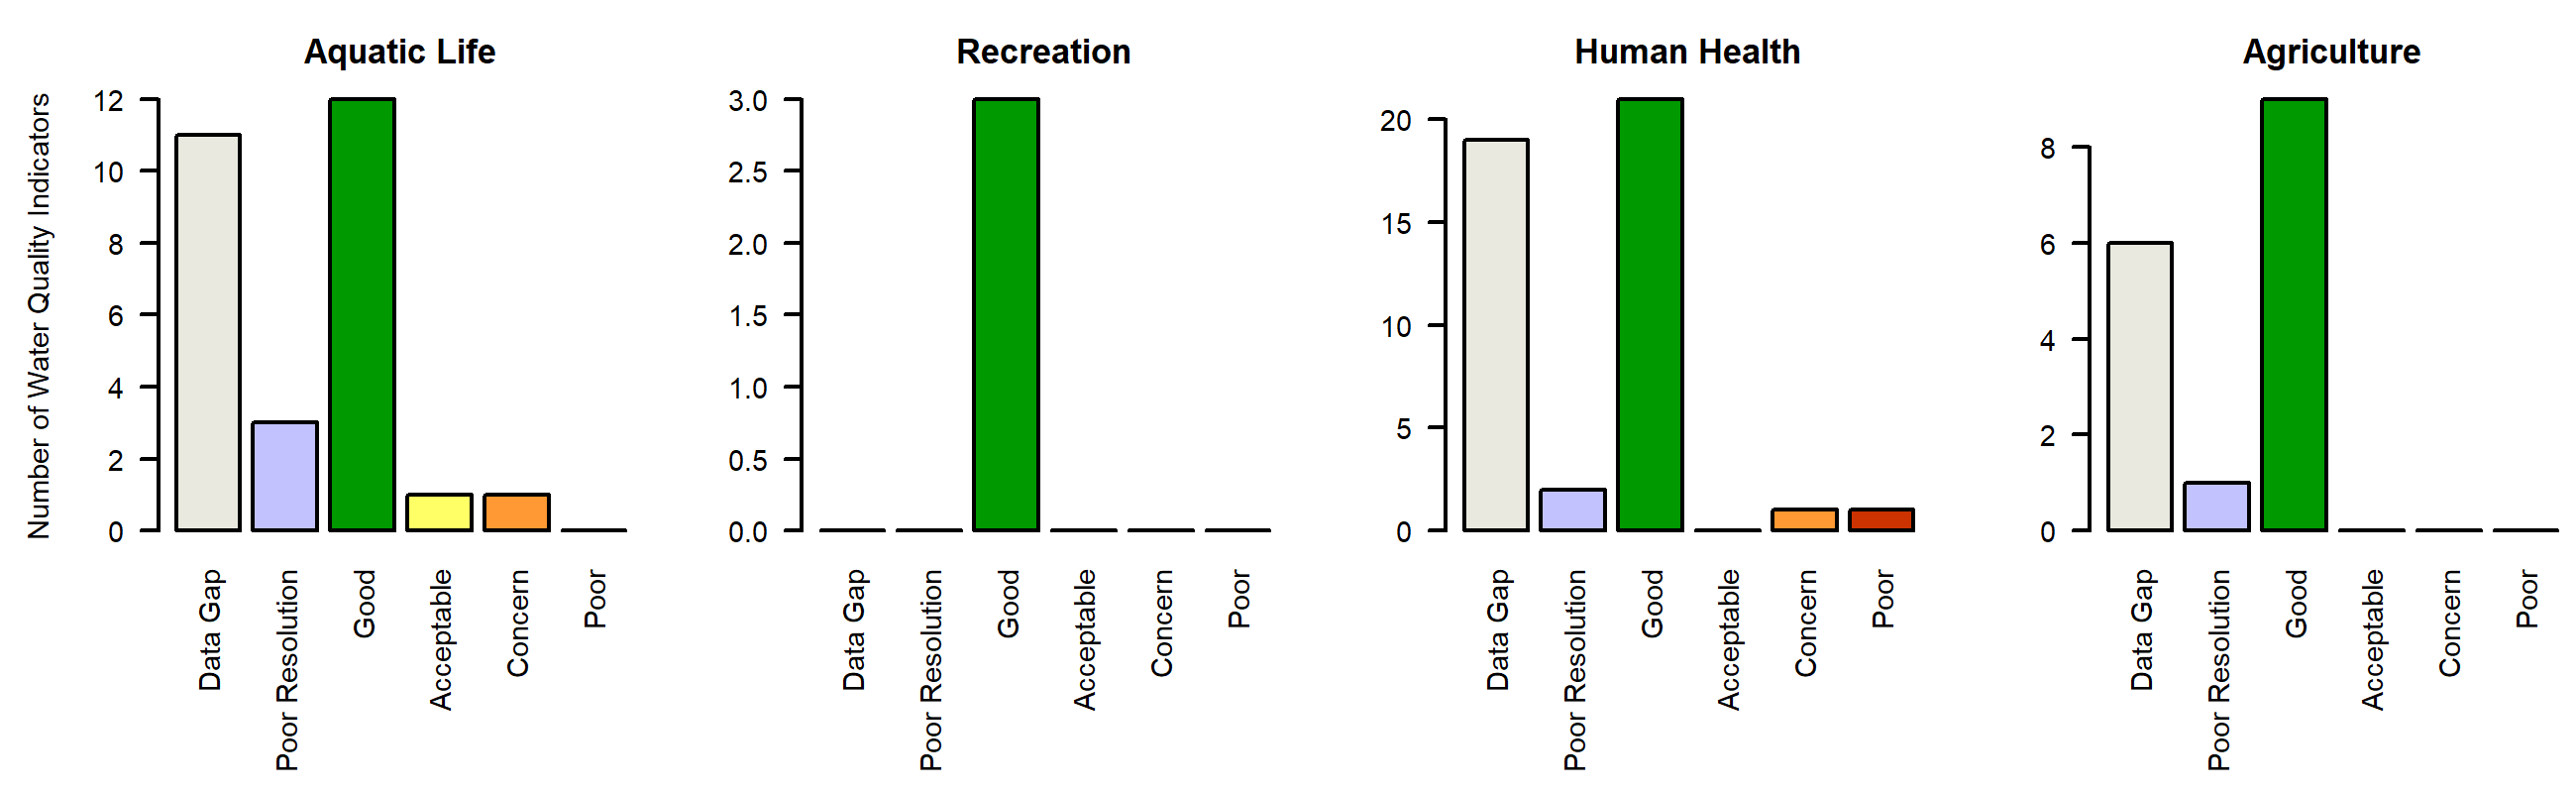 Aquatic Life
Number of Water Quality Indicators
12
10
8
6
4
2
0
Data Gap
Poor Resolution
Good
Acceptable
Concern
Poor
Recreation
3.0
2.5
2.0
1.5
1.0
0.5
0.0
Data Gap
Poor Resolution
Good
Acceptable
Concern
Poor
Human Health
20
15
10
5
0
Data Gap
Poor Resolution
Good
Acceptable
Concern
Poor
Agriculture
8
6
4
2
0
Data Gap
Poor Resolution
Good
Acceptable
Concern
Poor